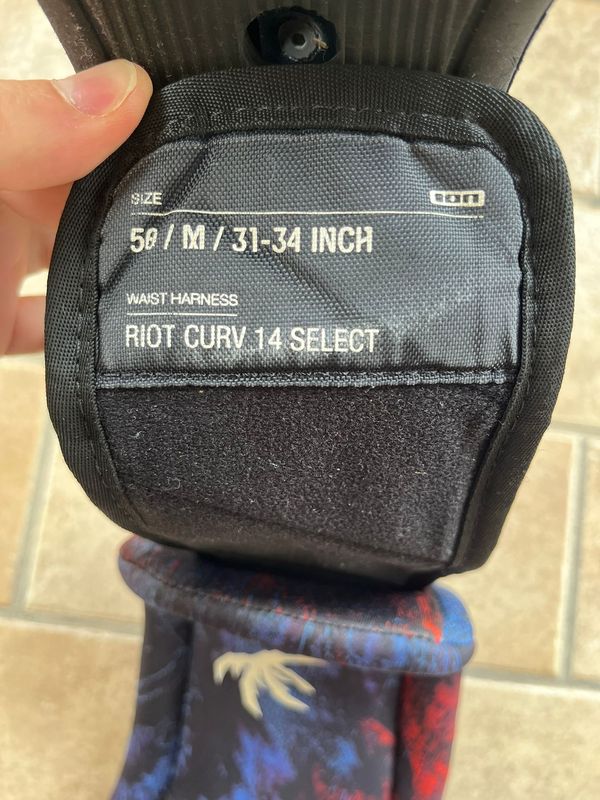 SIZE ion
50 / M / 31-34 INCH
WAIST HARNESS
RIOT CURV 14 SELECT